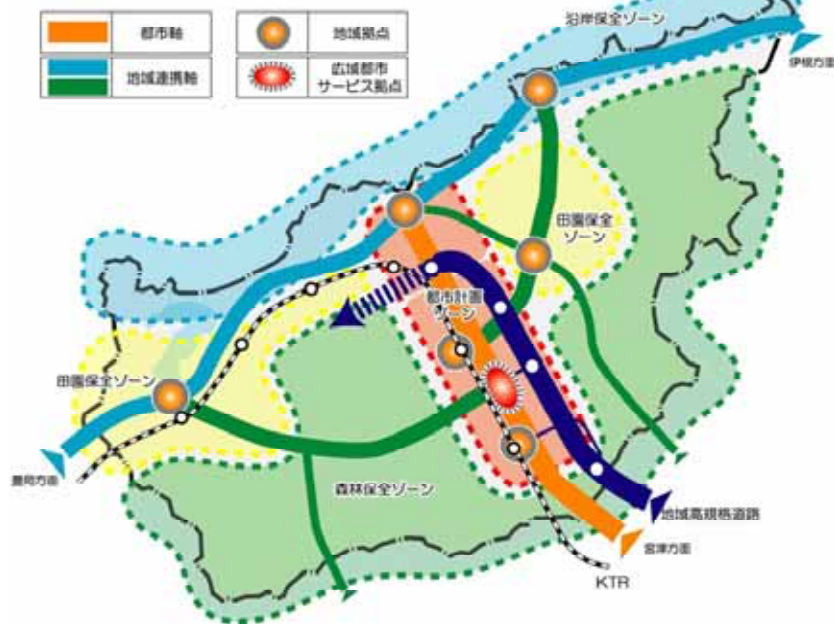 都市軸
地域拠点
地域連携軸
広域都市
サービス拠点
沿岸保全ゾーン
伊根方面
田園保全
ゾーン
都市計画
ゾーン
田園保全ゾーン
豊岡方面
森林保全ゾーン
地域高規格道路
宮津方面
KTR